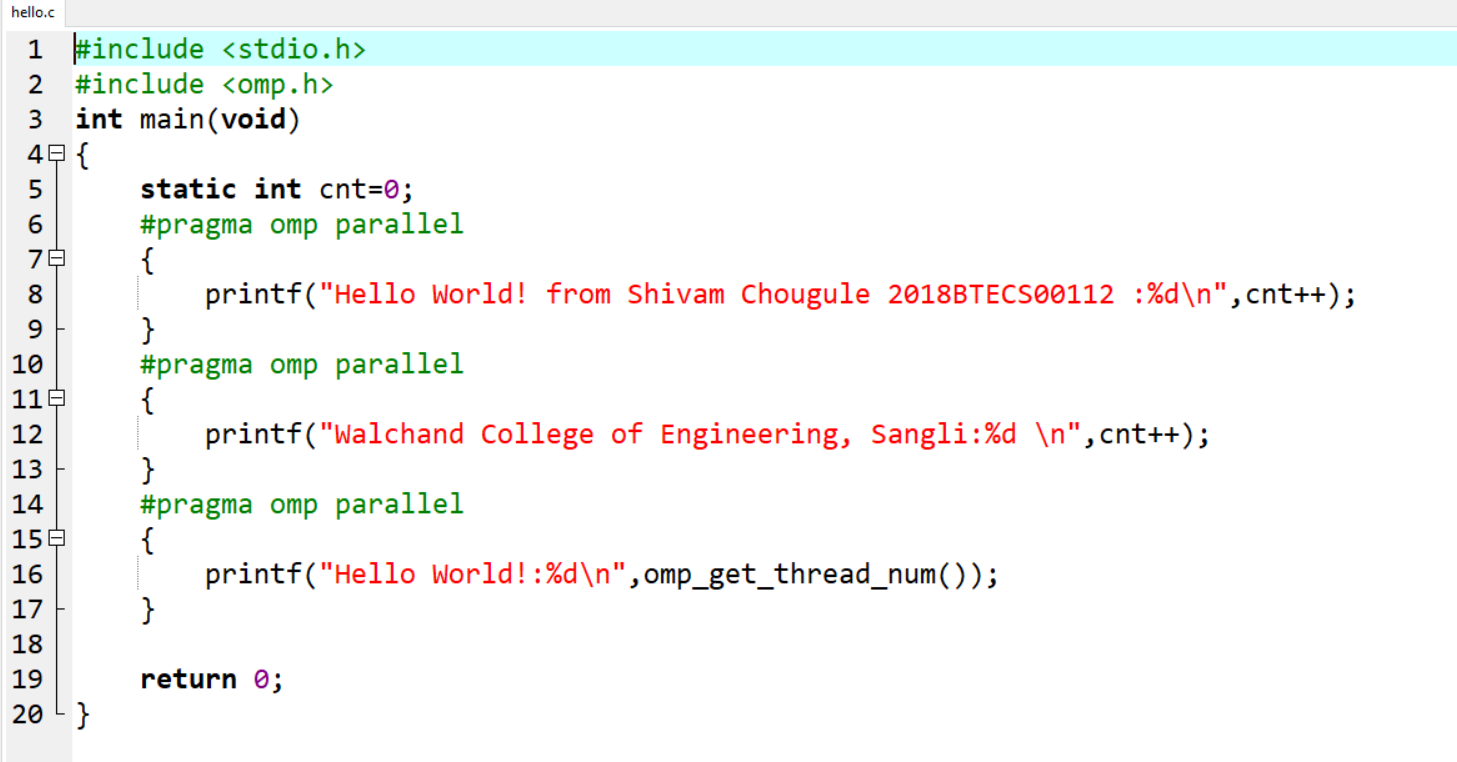 hello.c
1 #include <stdio.h>
2 #include <omp.h>
3 int main(void)
4 {
5     static int cnt=0;
6     #pragma omp parallel
7     {
8         printf("Hello World! from Shivam Chougule 2018BTECS00112 :%d\n",cnt++);
9     }
10     #pragma omp parallel
11     {
12         printf("Walchand College of Engineering, Sangli:%d \n",cnt++);
13     }
14     #pragma omp parallel
15     {
16         printf("Hello World!:%d\n",omp_get_thread_num());
17     }
18
19     return 0;
20 }